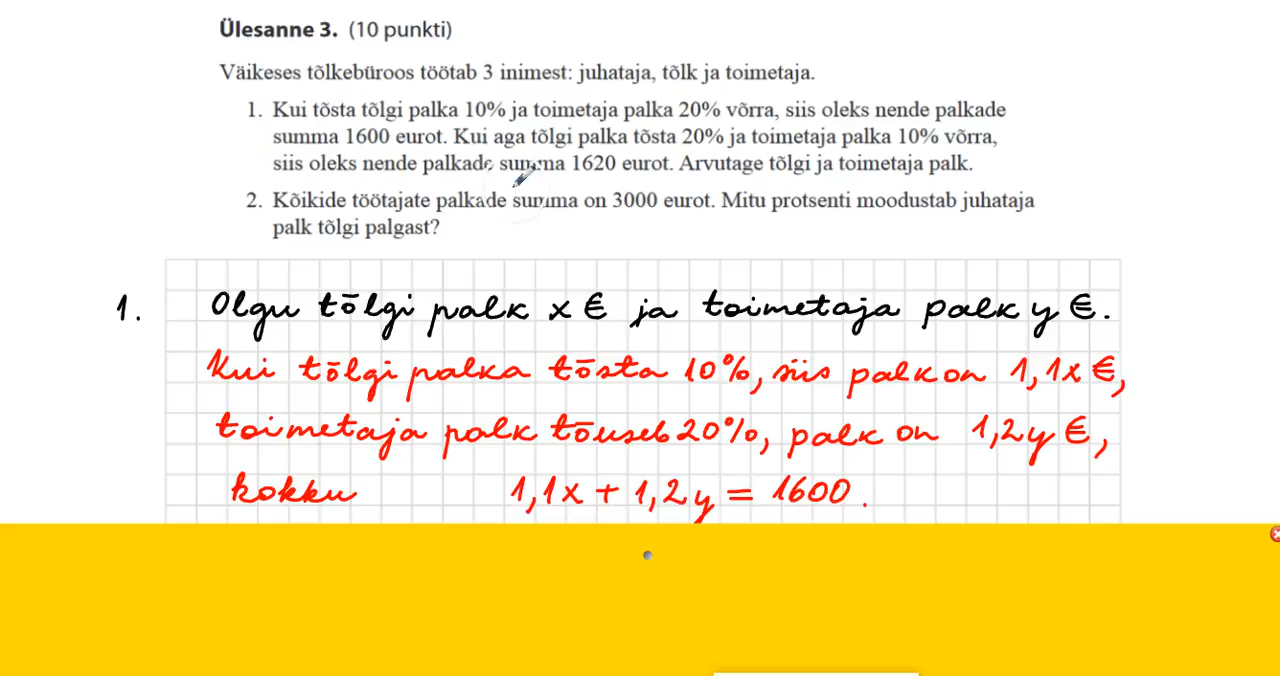 Ülesanne 3. (10 punkti)
Väikeses tõlkebüroos töötab 3 inimest: juhataja, tõlk ja toimetaja.
1. Kui tõsta tõlgi palka 10% ja toimetaja palka 20% võrra, siis oleks nende palkade
summa 1600 eurot. Kui aga tõlgi palka tõsta 20% ja toimetaja palka 10% võrra,
siis oleks nende palkade summa 1620 eurot. Arvutage tõlgi ja toimetaja palk.
2. Kõikide töötajate palkade summa on 3000 eurot. Mitu protsenti moodustab juhataja
palk tõlgi palgast?
1. Olgu tõlgi palk x € ja toimetaja palk y €.
Kui tõlgi palka tõsta 10%, siis palk on 1,1x €,
toimetaja palk tõuseb 20%, palk on 1,2y €,
kokku 1,1x + 1,2y = 1600.